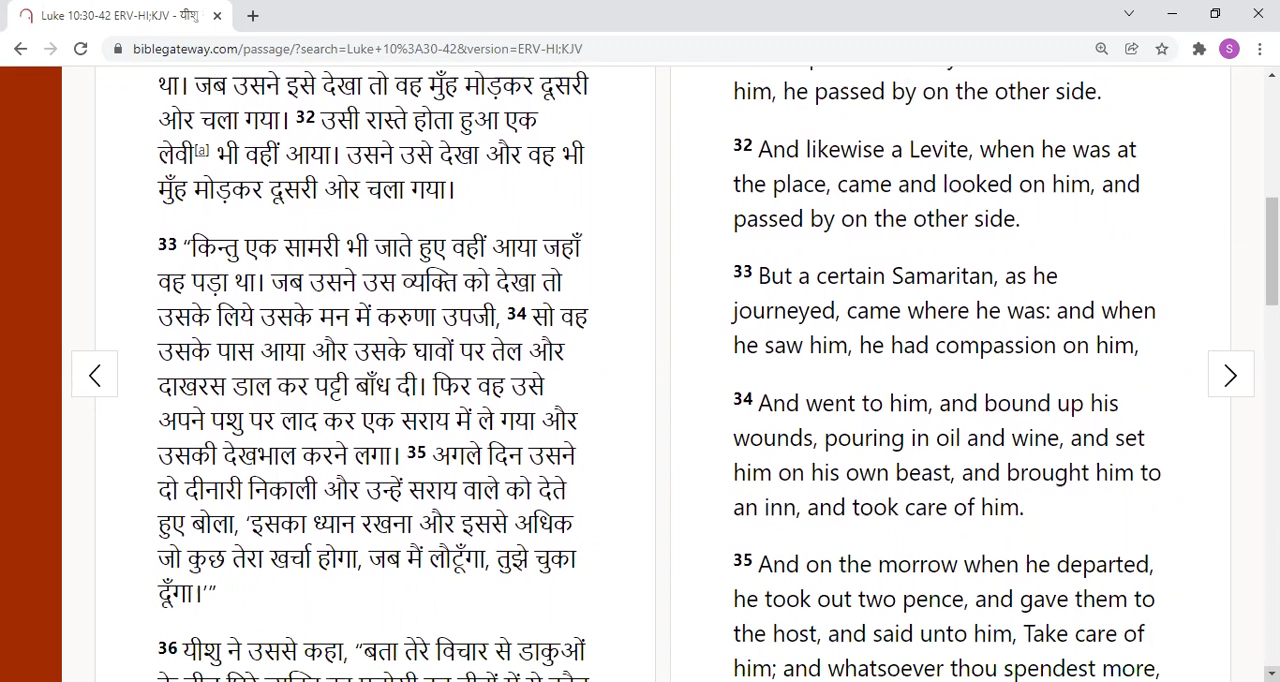 Luke 10:30-42 ERV-HI;KJV - यीशु
biblegateway.com/passage/?search=Luke+10%3A30-42&version=ERV-HI;KJV
S
था। जब उसने इसे देखा तो वह मुँह मोड़कर दूसरी
ओर चला गया। 32 उसी रास्ते होता हुआ एक
लेवी[a] भी वहीं आया। उसने उसे देखा और वह भी
मुँह मोड़कर दूसरी ओर चला गया।
33 “किन्तु एक सामरी भी जाते हुए वहीं आया जहाँ
वह पड़ा था। जब उसने उस व्यक्ति को देखा तो
उसके लिये उसके मन में करुणा उपजी, 34 सो वह
उसके पास आया और उसके घावों पर तेल और
दाखरस डाल कर पट्टी बाँध दी। फिर वह उसे
अपने पशु पर लाद कर एक सराय में ले गया और
उसकी देखभाल करने लगा। 35 अगले दिन उसने
दो दीनारी निकाली और उन्हें सराय वाले को देते
हुए बोला, ‘इसका ध्यान रखना और इससे अधिक
जो कुछ तेरा खर्चा होगा, जब मैं लौटूँगा, तुझे चुका
दूँगा।’”
36 यीशु ने उससे कहा, “बता तेरे विचार से डाकुओं
him, he passed by on the other side.
32 And likewise a Levite, when he was at
the place, came and looked on him, and
passed by on the other side.
33 But a certain Samaritan, as he
journeyed, came where he was: and when
he saw him, he had compassion on him,
34 And went to him, and bound up his
wounds, pouring in oil and wine, and set
him on his own beast, and brought him to
an inn, and took care of him.
35 And on the morrow when he departed,
he took out two pence, and gave them to
the host, and said unto him, Take care of
him; and whatsoever thou spendest more,